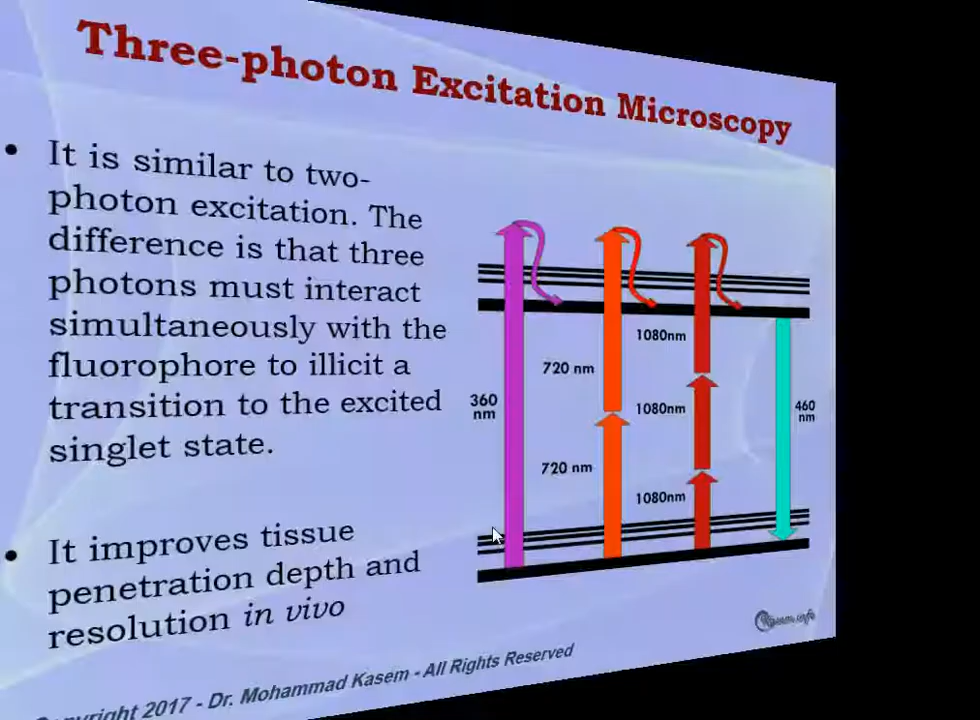 Three-photon Excitation Microscopy
• It is similar to two-
photon excitation. The
difference is that three
photons must interact
simultaneously with the
fluorophore to illicit a
transition to the excited
singlet state.
• It improves tissue
penetration depth and
resolution in vivo
360
nm
720 nm
720 nm
1080nm
1080nm
1080nm
460
nm
Copyright 2017 - Dr. Mohammad Kasem - All Rights Reserved